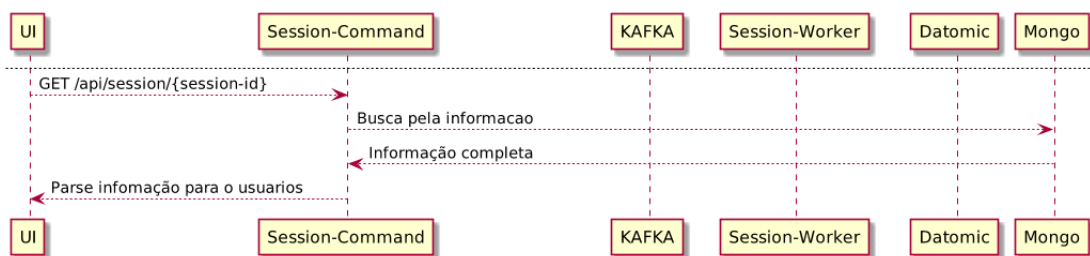 UI Session-Command KAFKA Session-Worker Datomic Mongo
GET /api/session/{session-id}
Busca pela informacao
Informação completa
Parse infomação para o usuarios
UI Session-Command KAFKA Session-Worker Datomic Mongo